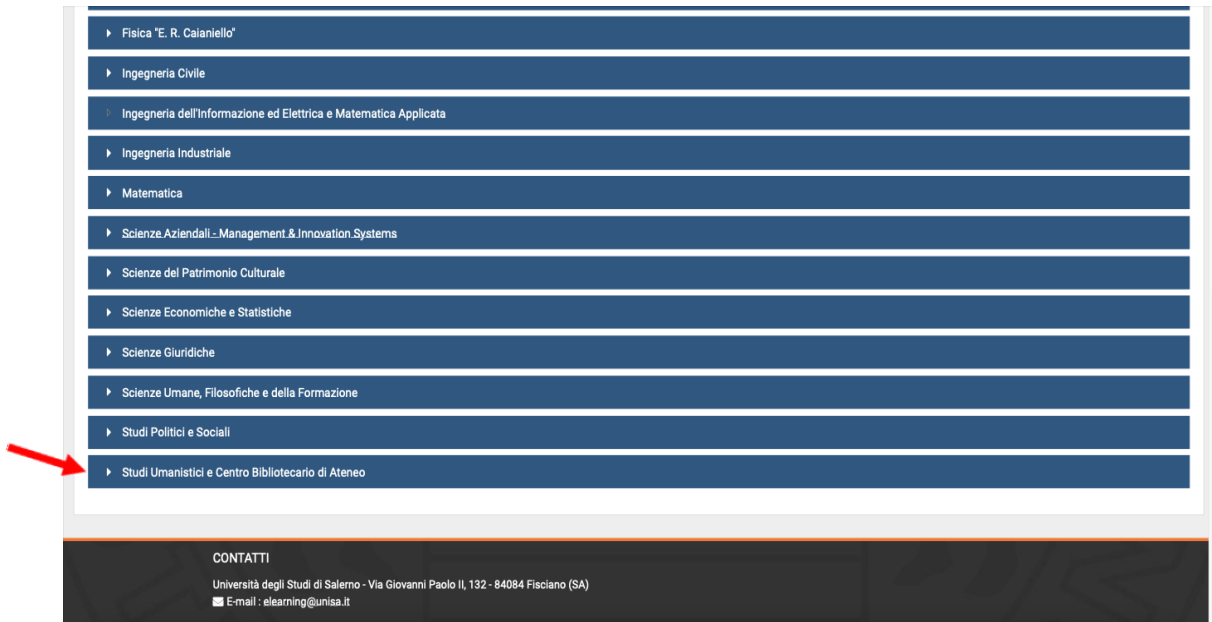 Fisica "E. R. Caianiello"
Ingegneria Civile
Ingegneria dell'Informazione ed Elettrica e Matematica Applicata
Ingegneria Industriale
Matematica
Scienze Aziendali - Management & Innovation Systems
Scienze del Patrimonio Culturale
Scienze Economiche e Statistiche
Scienze Giuridiche
Scienze Umane, Filosofiche e della Formazione
Studi Politici e Sociali
Studi Umanistici e Centro Bibliotecario di Ateneo
CONTATTI
Università degli Studi di Salerno - Via Giovanni Paolo II, 132 - 84084 Fisciano (SA)
E-mail : elearning@unisa.it